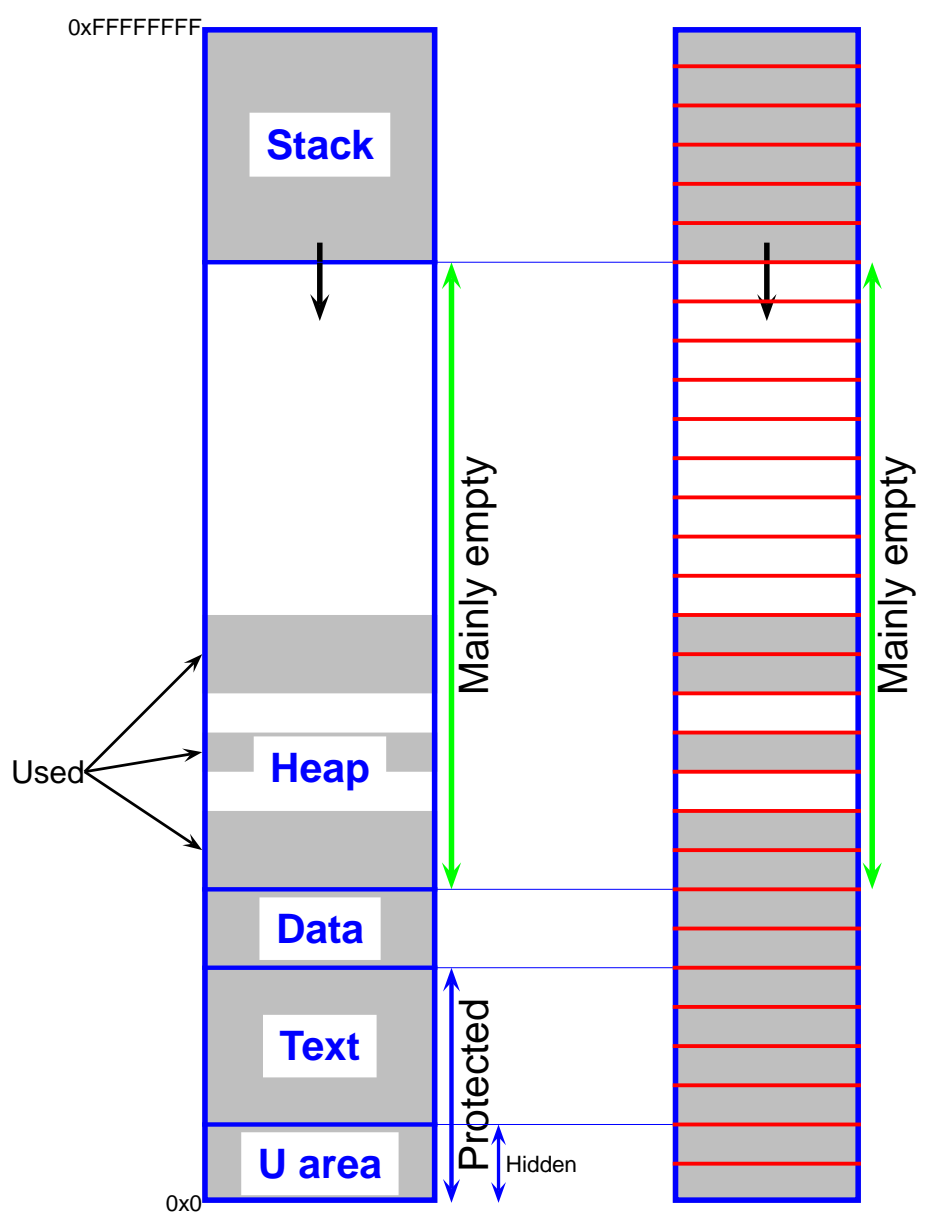 0xFFFFFFFF
Stack
Mainly empty
Mainly empty
Used
Heap
Data
Text
Protected
U area
Hidden
0x0